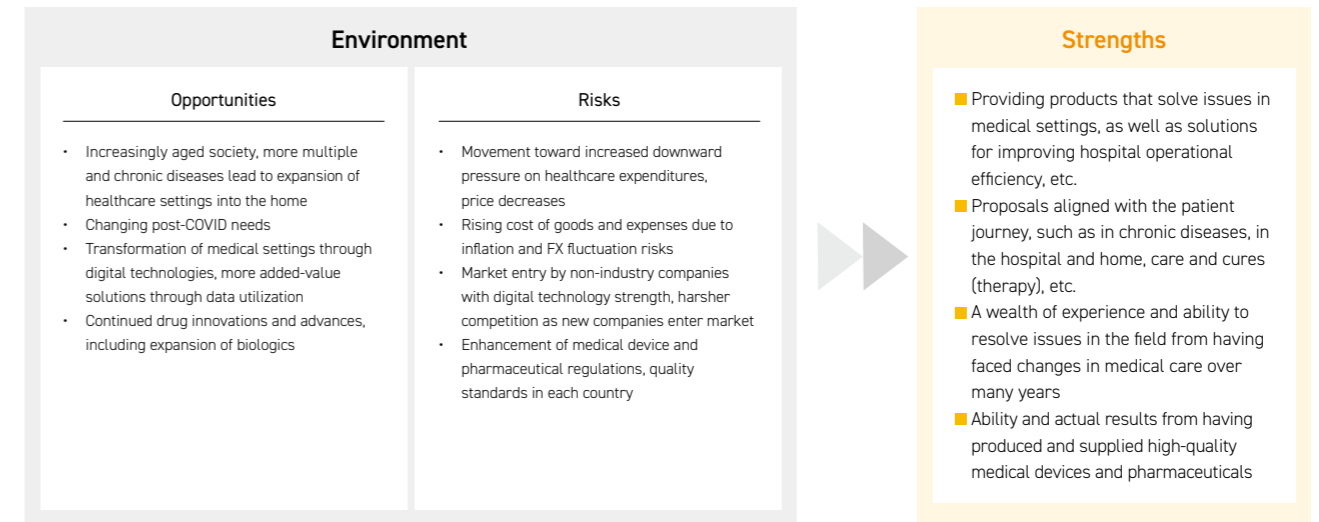 Environment
Opportunities
• Increasingly aged society, more multiple
and chronic diseases lead to expansion of
healthcare settings into the home
• Changing post-COVID needs
• Transformation of medical settings through
digital technologies, more added-value
solutions through data utilization
• Continued drug innovations and advances,
including expansion of biologics
Risks
• Movement toward increased downward
pressure on healthcare expenditures,
price decreases
• Rising cost of goods and expenses due to
inflation and FX fluctuation risks
• Market entry by non-industry companies
with digital technology strength, harsher
competition as new companies enter market
• Enhancement of medical device and
pharmaceutical regulations, quality
standards in each country
Strengths
■ Providing products that solve issues in
medical settings, as well as solutions
for improving hospital operational
efficiency, etc.
■ Proposals aligned with the patient
journey, such as in chronic diseases, in
the hospital and home, care and cures
(therapy), etc.
■ A wealth of experience and ability to
resolve issues in the field from having
faced changes in medical care over
many years
■ Ability and actual results from having
produced and supplied high-quality
medical devices and pharmaceuticals